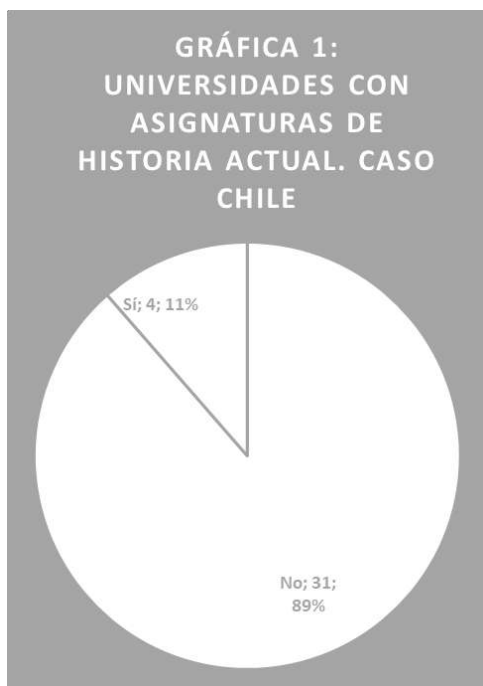 GRÁFICA 1:
UNIVERSIDADES CON
ASIGNATURAS DE
HISTORIA ACTUAL. CASO
CHILE
Sí; 4; 11%
No; 31;
89%